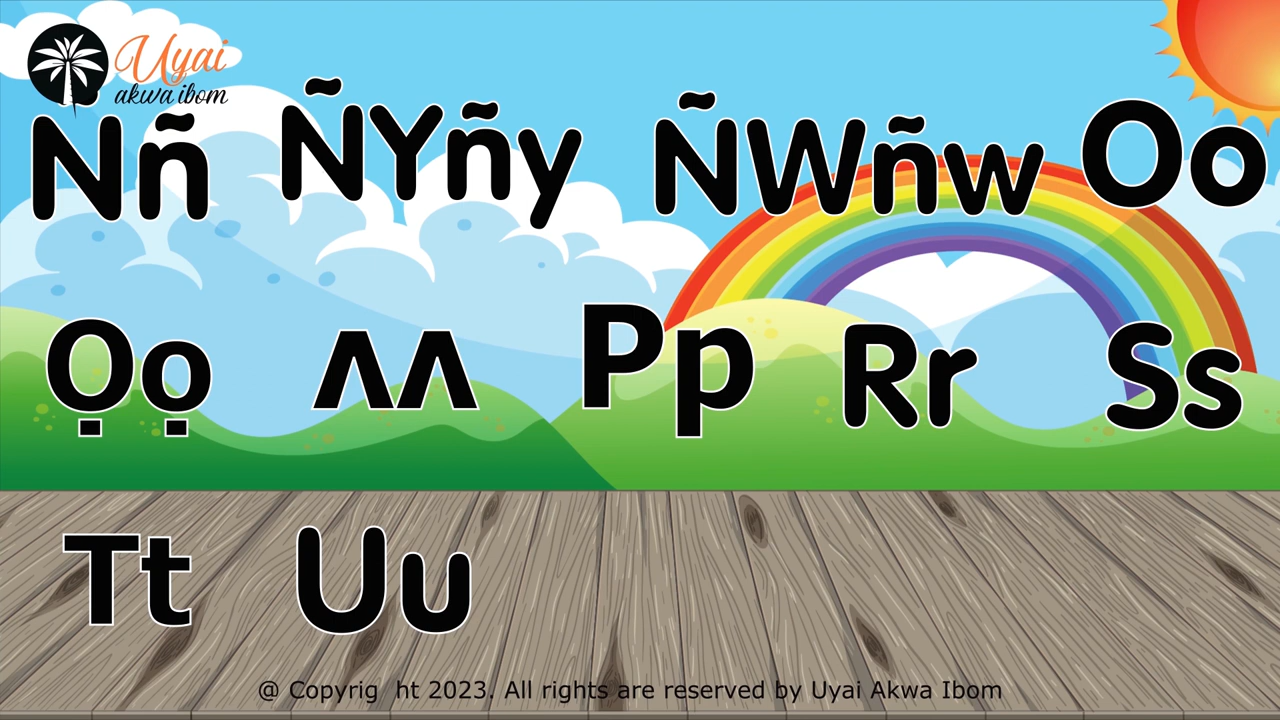 Uyai
akwa ibom
Nñ ÑYñy ÑWñw Oo
Ọọ ʌʌ Pp Rr Ss
Tt Uu
@ Copyrig ht 2023. All rights are reserved by Uyai Akwa Ibom